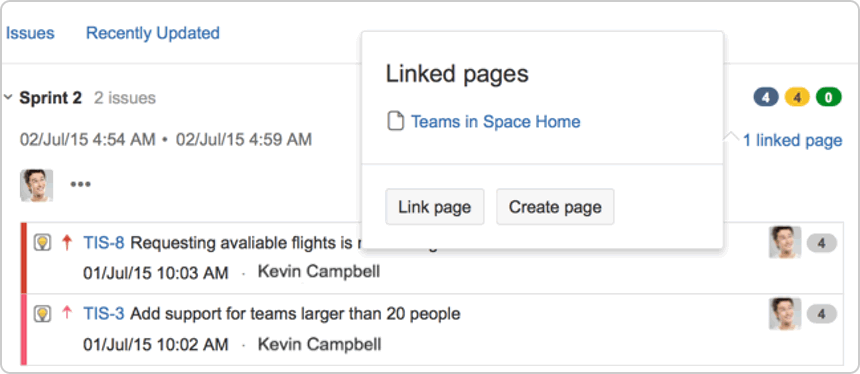 Issues Recently Updated
Linked pages
Teams in Space Home
Link page Create page
Sprint 2 2 issues 4 4 0
02/Jul/15 4:54 AM • 02/Jul/15 4:59 AM 1 linked page
•••
TIS-8 Requesting avaliable flights is 4
01/Jul/15 10:03 AM · Kevin Campbell
TIS-3 Add support for teams larger than 20 people 4
01/Jul/15 10:02 AM · Kevin Campbell